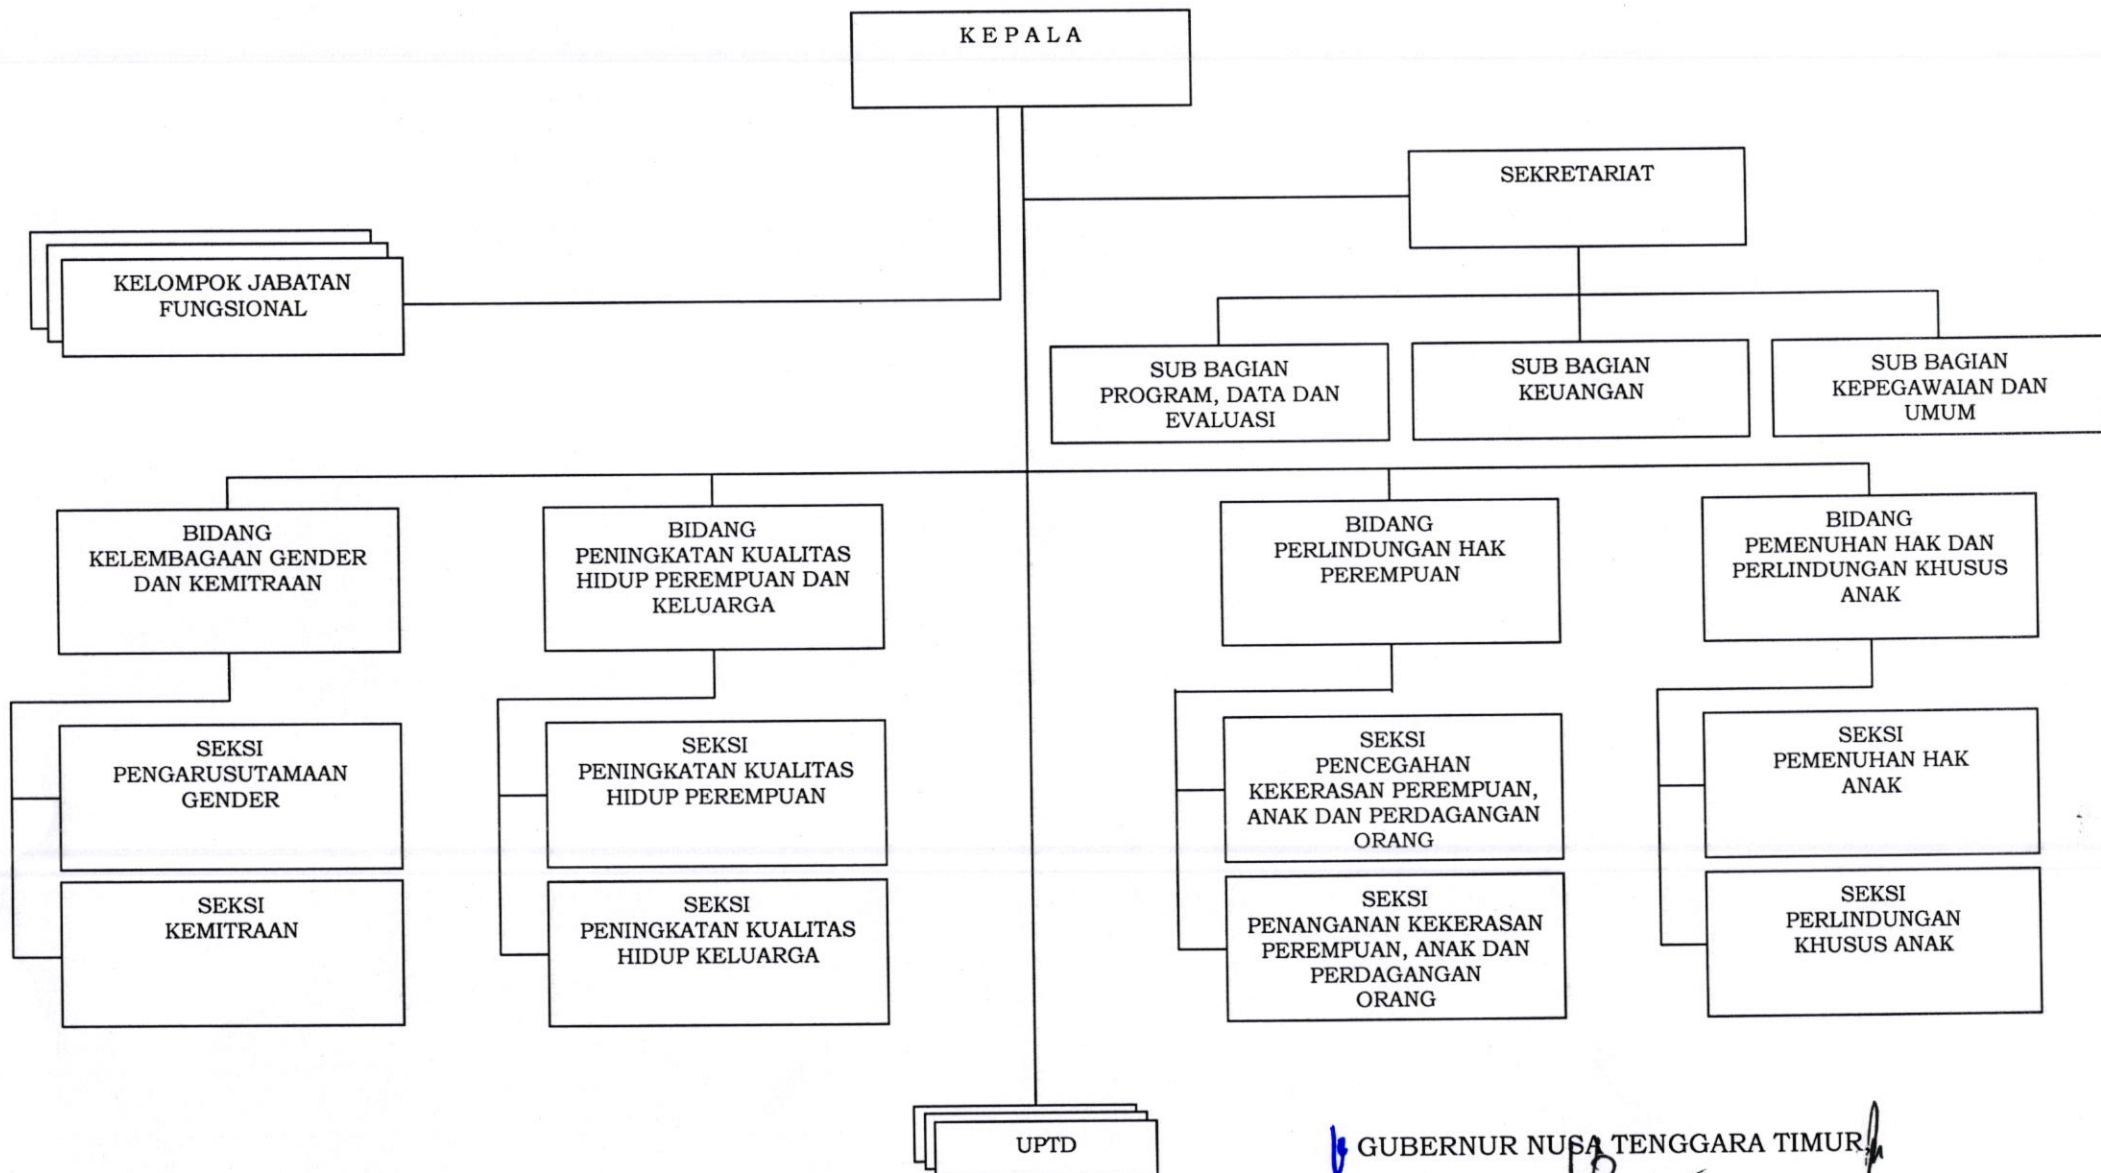 KEPALA
SEKRETARIAT
KELOMPOK JABATAN
FUNGSIONAL
SUB BAGIAN
PROGRAM, DATA DAN
EVALUASI
SUB BAGIAN
KEUANGAN
SUB BAGIAN
KEPEGAWAIAN DAN
UMUM
BIDANG
KELEMBAGAAN GENDER
DAN KEMITRAAN
BIDANG
PENINGKATAN KUALITAS
HIDUP PEREMPUAN DAN
KELUARGA
BIDANG
PERLINDUNGAN HAK
PEREMPUAN
BIDANG
PEMENUHAN HAK DAN
PERLINDUNGAN KHUSUS
ANAK
SEKSI
PENGARUSUTAMAAN
GENDER
SEKSI
PENINGKATAN KUALITAS
HIDUP PEREMPUAN
SEKSI
PENCEGAHAN
KEKERASAN PEREMPUAN,
ANAK DAN PERDAGANGAN
ORANG
SEKSI
PEMENUHAN HAK
ANAK
SEKSI
KEMITRAAN
SEKSI
PENINGKATAN KUALITAS
HIDUP KELUARGA
SEKSI
PENANGANAN KEKERASAN
PEREMPUAN, ANAK DAN
PERDAGANGAN
ORANG
SEKSI
PERLINDUNGAN
KHUSUS ANAK
UPTD
GUBERNUR NUSA TENGGARA TIMUR,